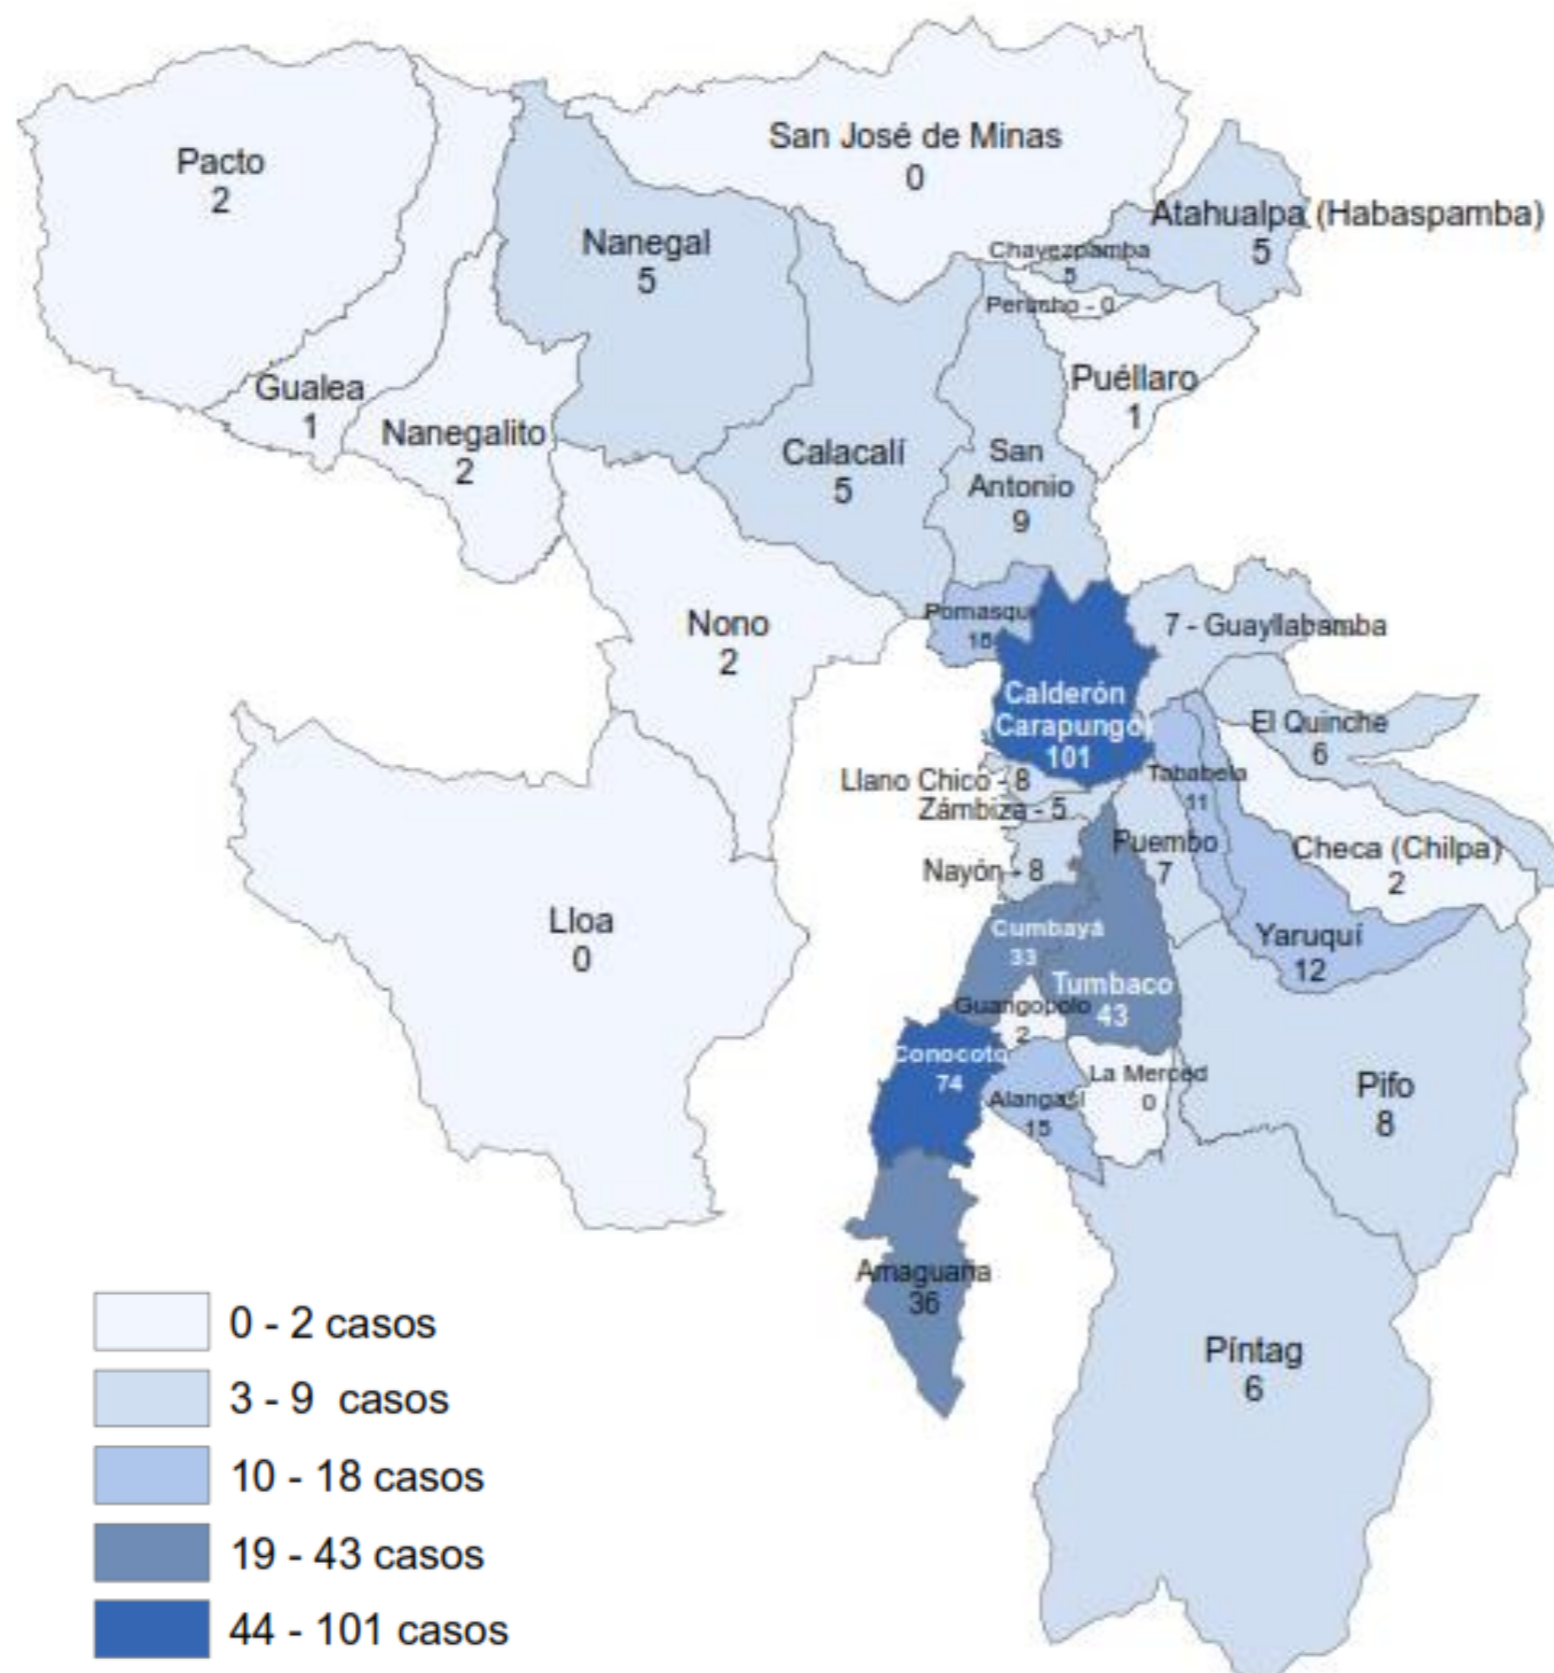 San José de Minas
0
Pacto
2
Atahualpa (Habaspamba)
5
Nanegal
5
Chavezpamba
5
Perucho - 0
Puéllaro
1
Gualea
1
Nanegalito
2
Calacalí
5
San
Antonio
9
Pomasqui
Nono
2
7 - Guayllabamba
Calderón
(Carapungo)
101
El Quinche
6
Llano Chico - 8
Tababela
11
Zámbiza - 5
Puembo
7
Checa (Chilpa)
2
Nayón - 8
Lloa
0
Cumbayá
33
Yaruquí
12
Tumbaco
43
Guangopolo
2
Conocoto
74
La Merced
0
Alangasí
15
Pifo
8
Amaguaña
36
Píntag
6
0 - 2 casos
3 - 9 casos
10 - 18 casos
19 - 43 casos
44 - 101 casos